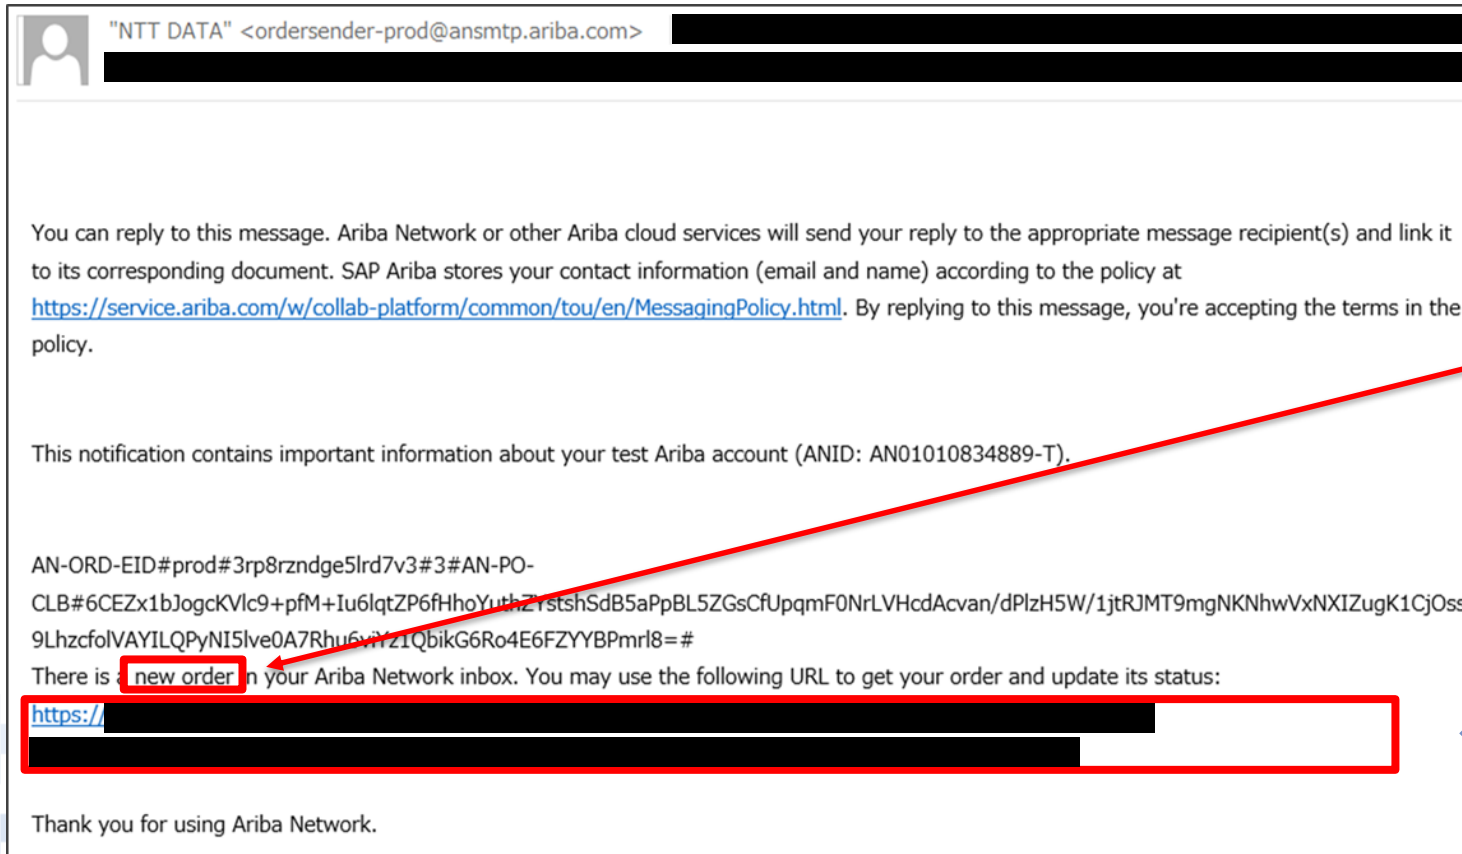 "NTT DATA" <ordersender-prod@ansmtp.ariba.com>
You can reply to this message. Ariba Network or other Ariba cloud services will send your reply to the appropriate message recipient(s) and link it
to its corresponding document. SAP Ariba stores your contact information (email and name) according to the policy at
https://service.ariba.com/w/collab-platform/common/tou/en/MessagingPolicy.html. By replying to this message, you're accepting the terms in the
policy.
This notification contains important information about your test Ariba account (ANID: AN01010834889-T).
AN-ORD-EID#prod#3rp8rzndge5lrd7v3#3#AN-PO-
CLB#6CEZx1bJogcKVlc9+pfM+Iu6lqtZP6fHhoYuthZYstshSdB5aPpBL5ZGsCfUpqmF0NrLVHcdAcvan/dPlzH5W/1jtRJMT9mgNKNhwVxNXIZugK1CjOss
9LhzcfolVAYILQPyNI5lve0A7Rhu6viYz1QbikG6Ro4E6FZYYBPmrl8=#
There is a new order in your Ariba Network inbox. You may use the following URL to get your order and update its status:
https://
Thank you for using Ariba Network.